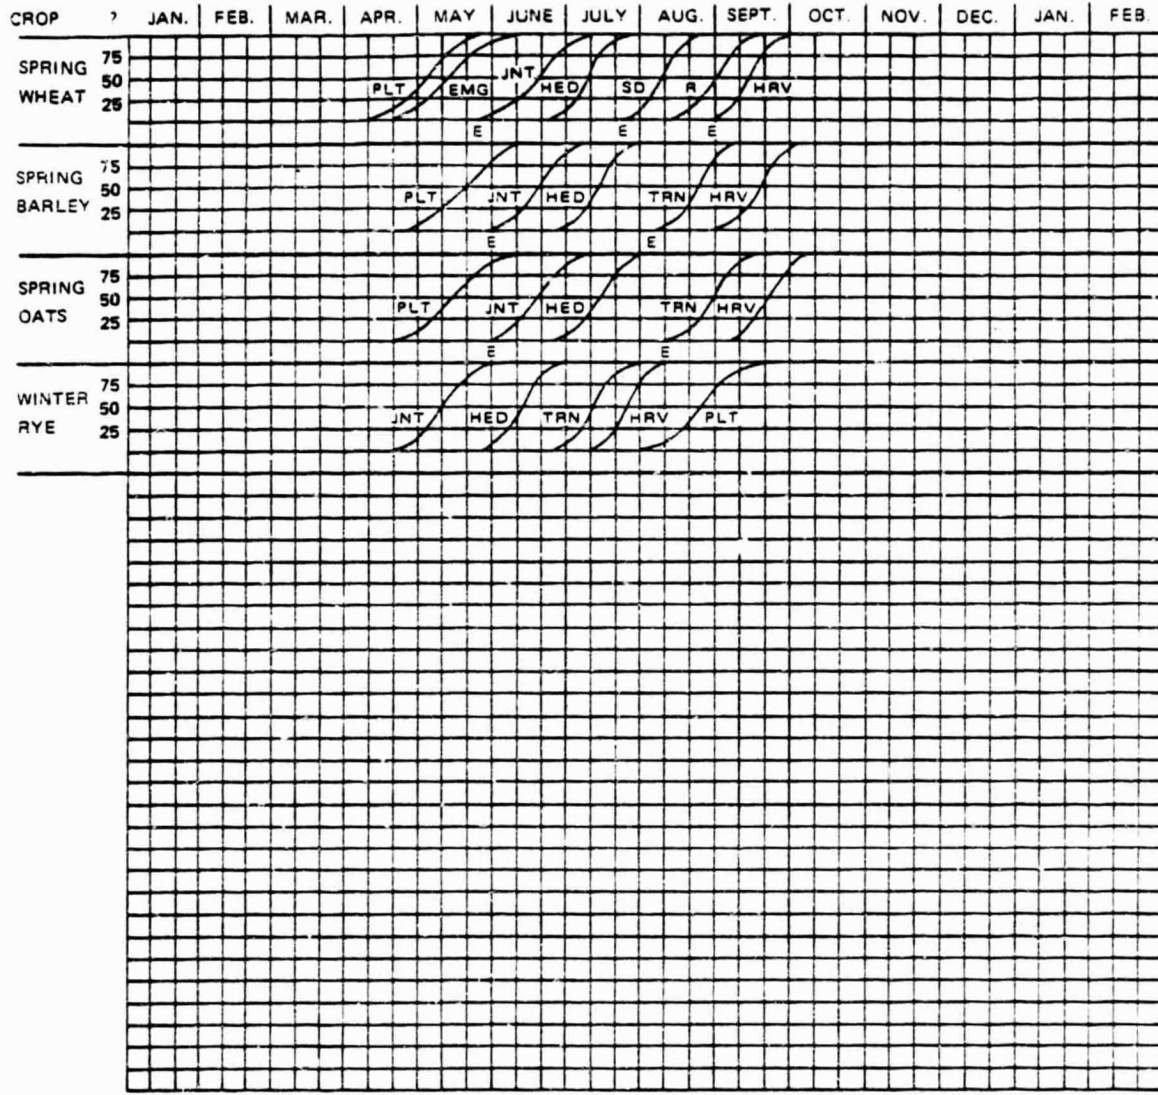 CROP ? JAN. FEB. MAR. APR. MAY JUNE JULY AUG. SEPT. OCT. NOV. DEC. JAN. FEB.
75
SPRING JNT
WHEAT 50 PLT EMG HED SD R HRV
25
E E E
75
SPRING
BARLEY 50 PLT JNT HED TRN HRV
25
E E
75
SPRING
OATS 50 PLT JNT HED TRN HRV
25
E E
75
WINTER 50
RYE 25 JNT HED TRN HRV PLT